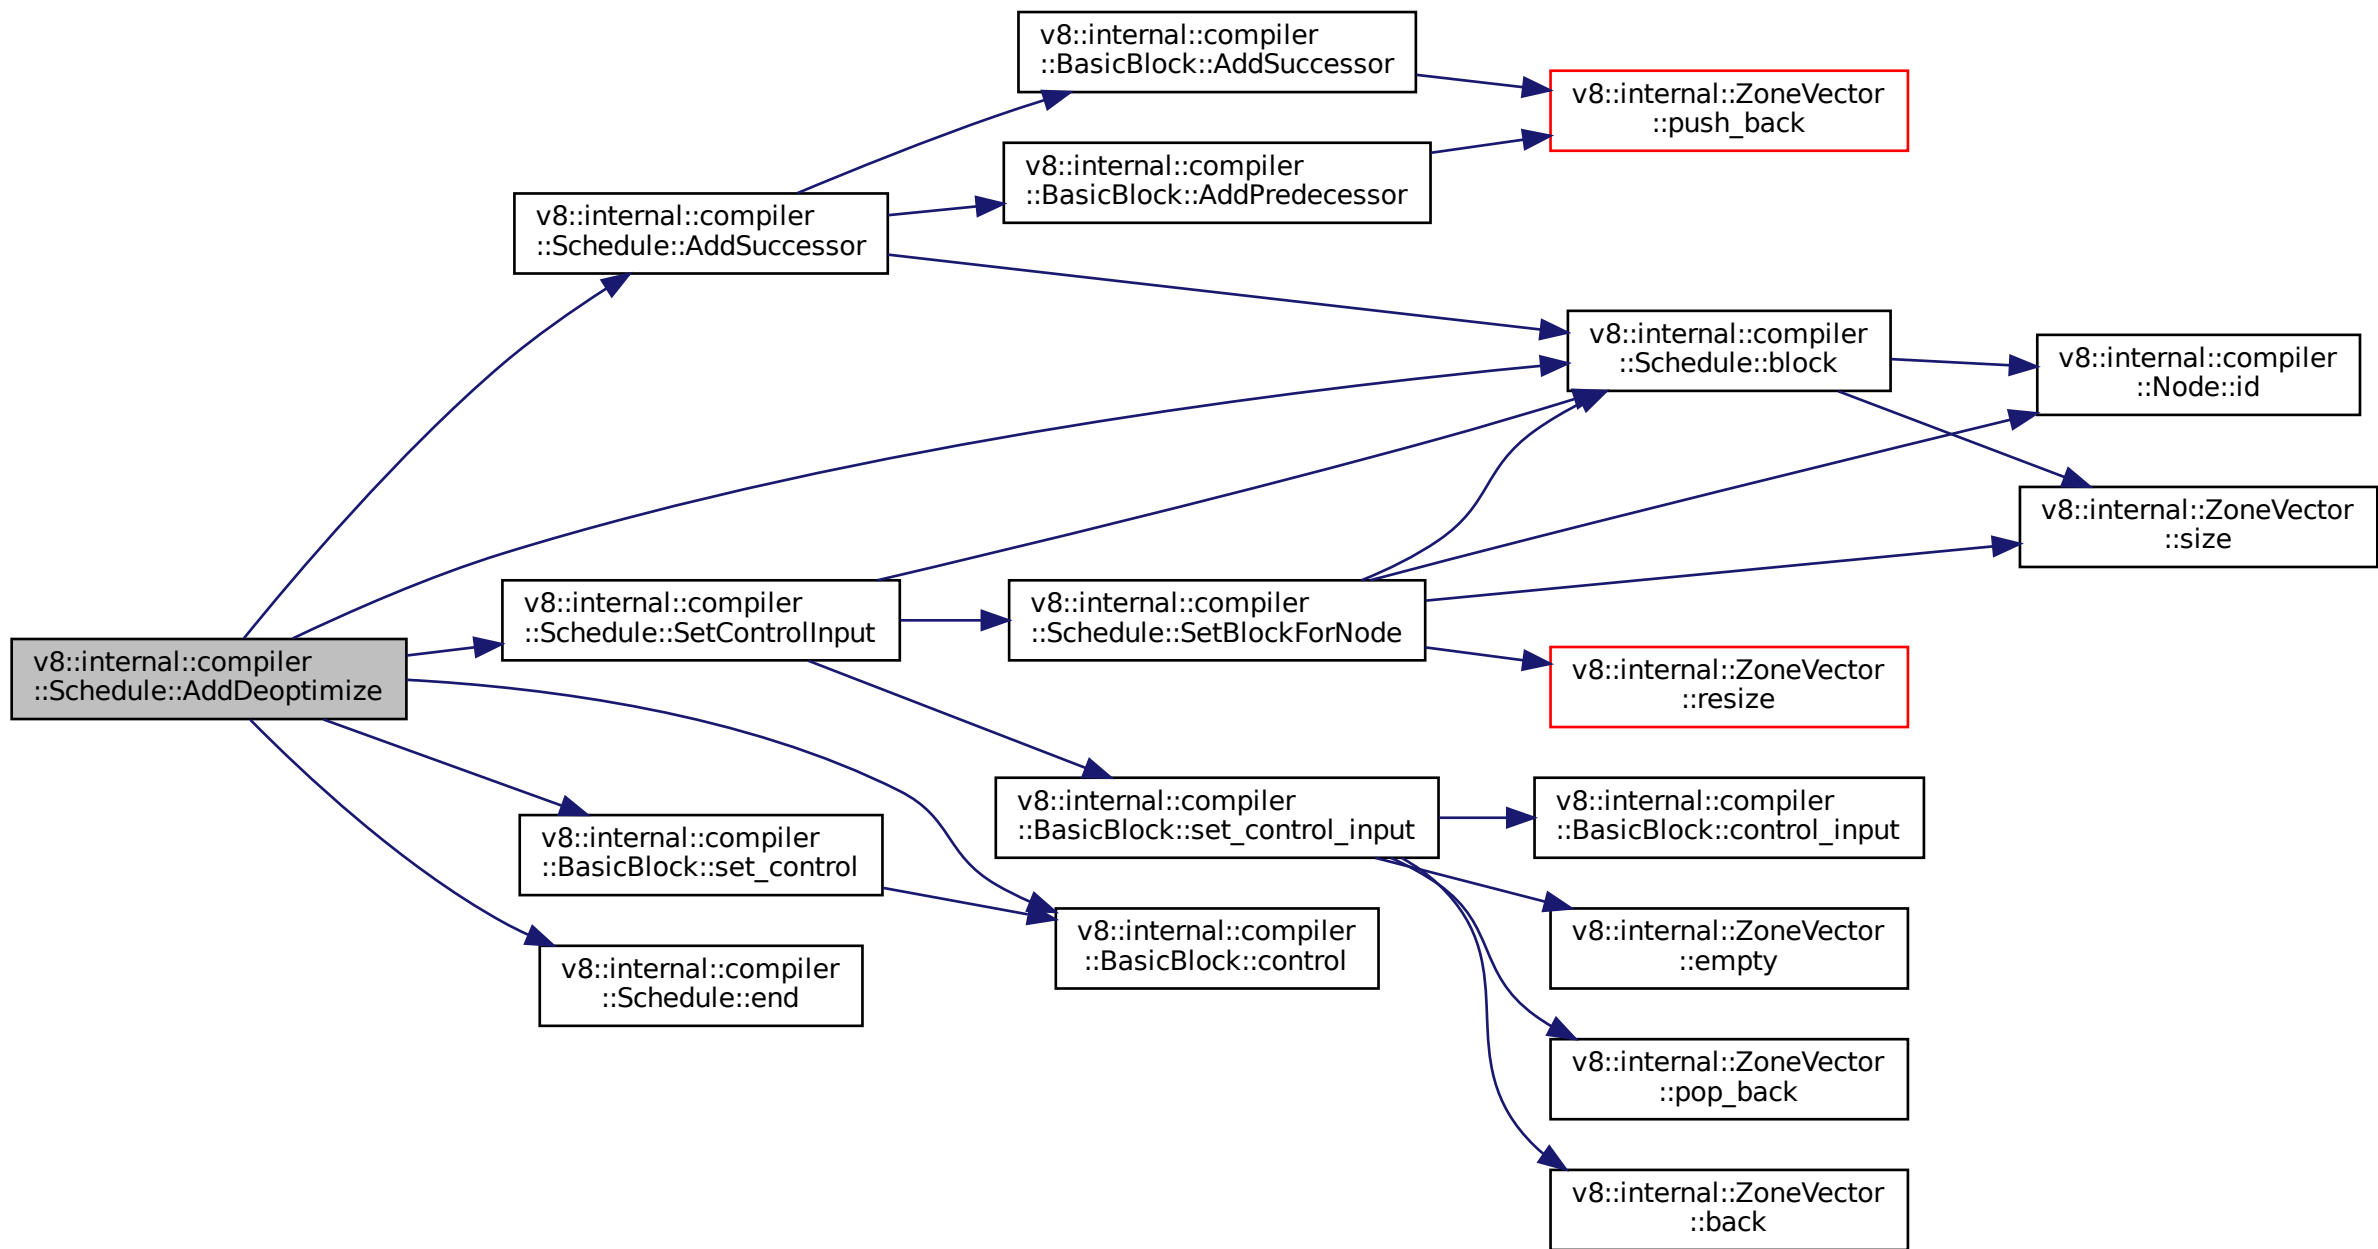 v8::internal::compiler
::BasicBlock::AddSuccessor
v8::internal::ZoneVector
::push_back
v8::internal::compiler
::BasicBlock::AddPredecessor
v8::internal::compiler
::Schedule::AddSuccessor
v8::internal::compiler
::Schedule::block
v8::internal::compiler
::Node::id
v8::internal::ZoneVector
::size
v8::internal::compiler
::Schedule::SetControlInput
v8::internal::compiler
::Schedule::SetBlockForNode
v8::internal::compiler
::Schedule::AddDeoptimize
v8::internal::ZoneVector
::resize
v8::internal::compiler
::BasicBlock::set_control_input
v8::internal::compiler
::BasicBlock::control_input
v8::internal::compiler
::BasicBlock::set_control
v8::internal::compiler
::BasicBlock::control
v8::internal::ZoneVector
::empty
v8::internal::compiler
::Schedule::end
v8::internal::ZoneVector
::pop_back
v8::internal::ZoneVector
::back